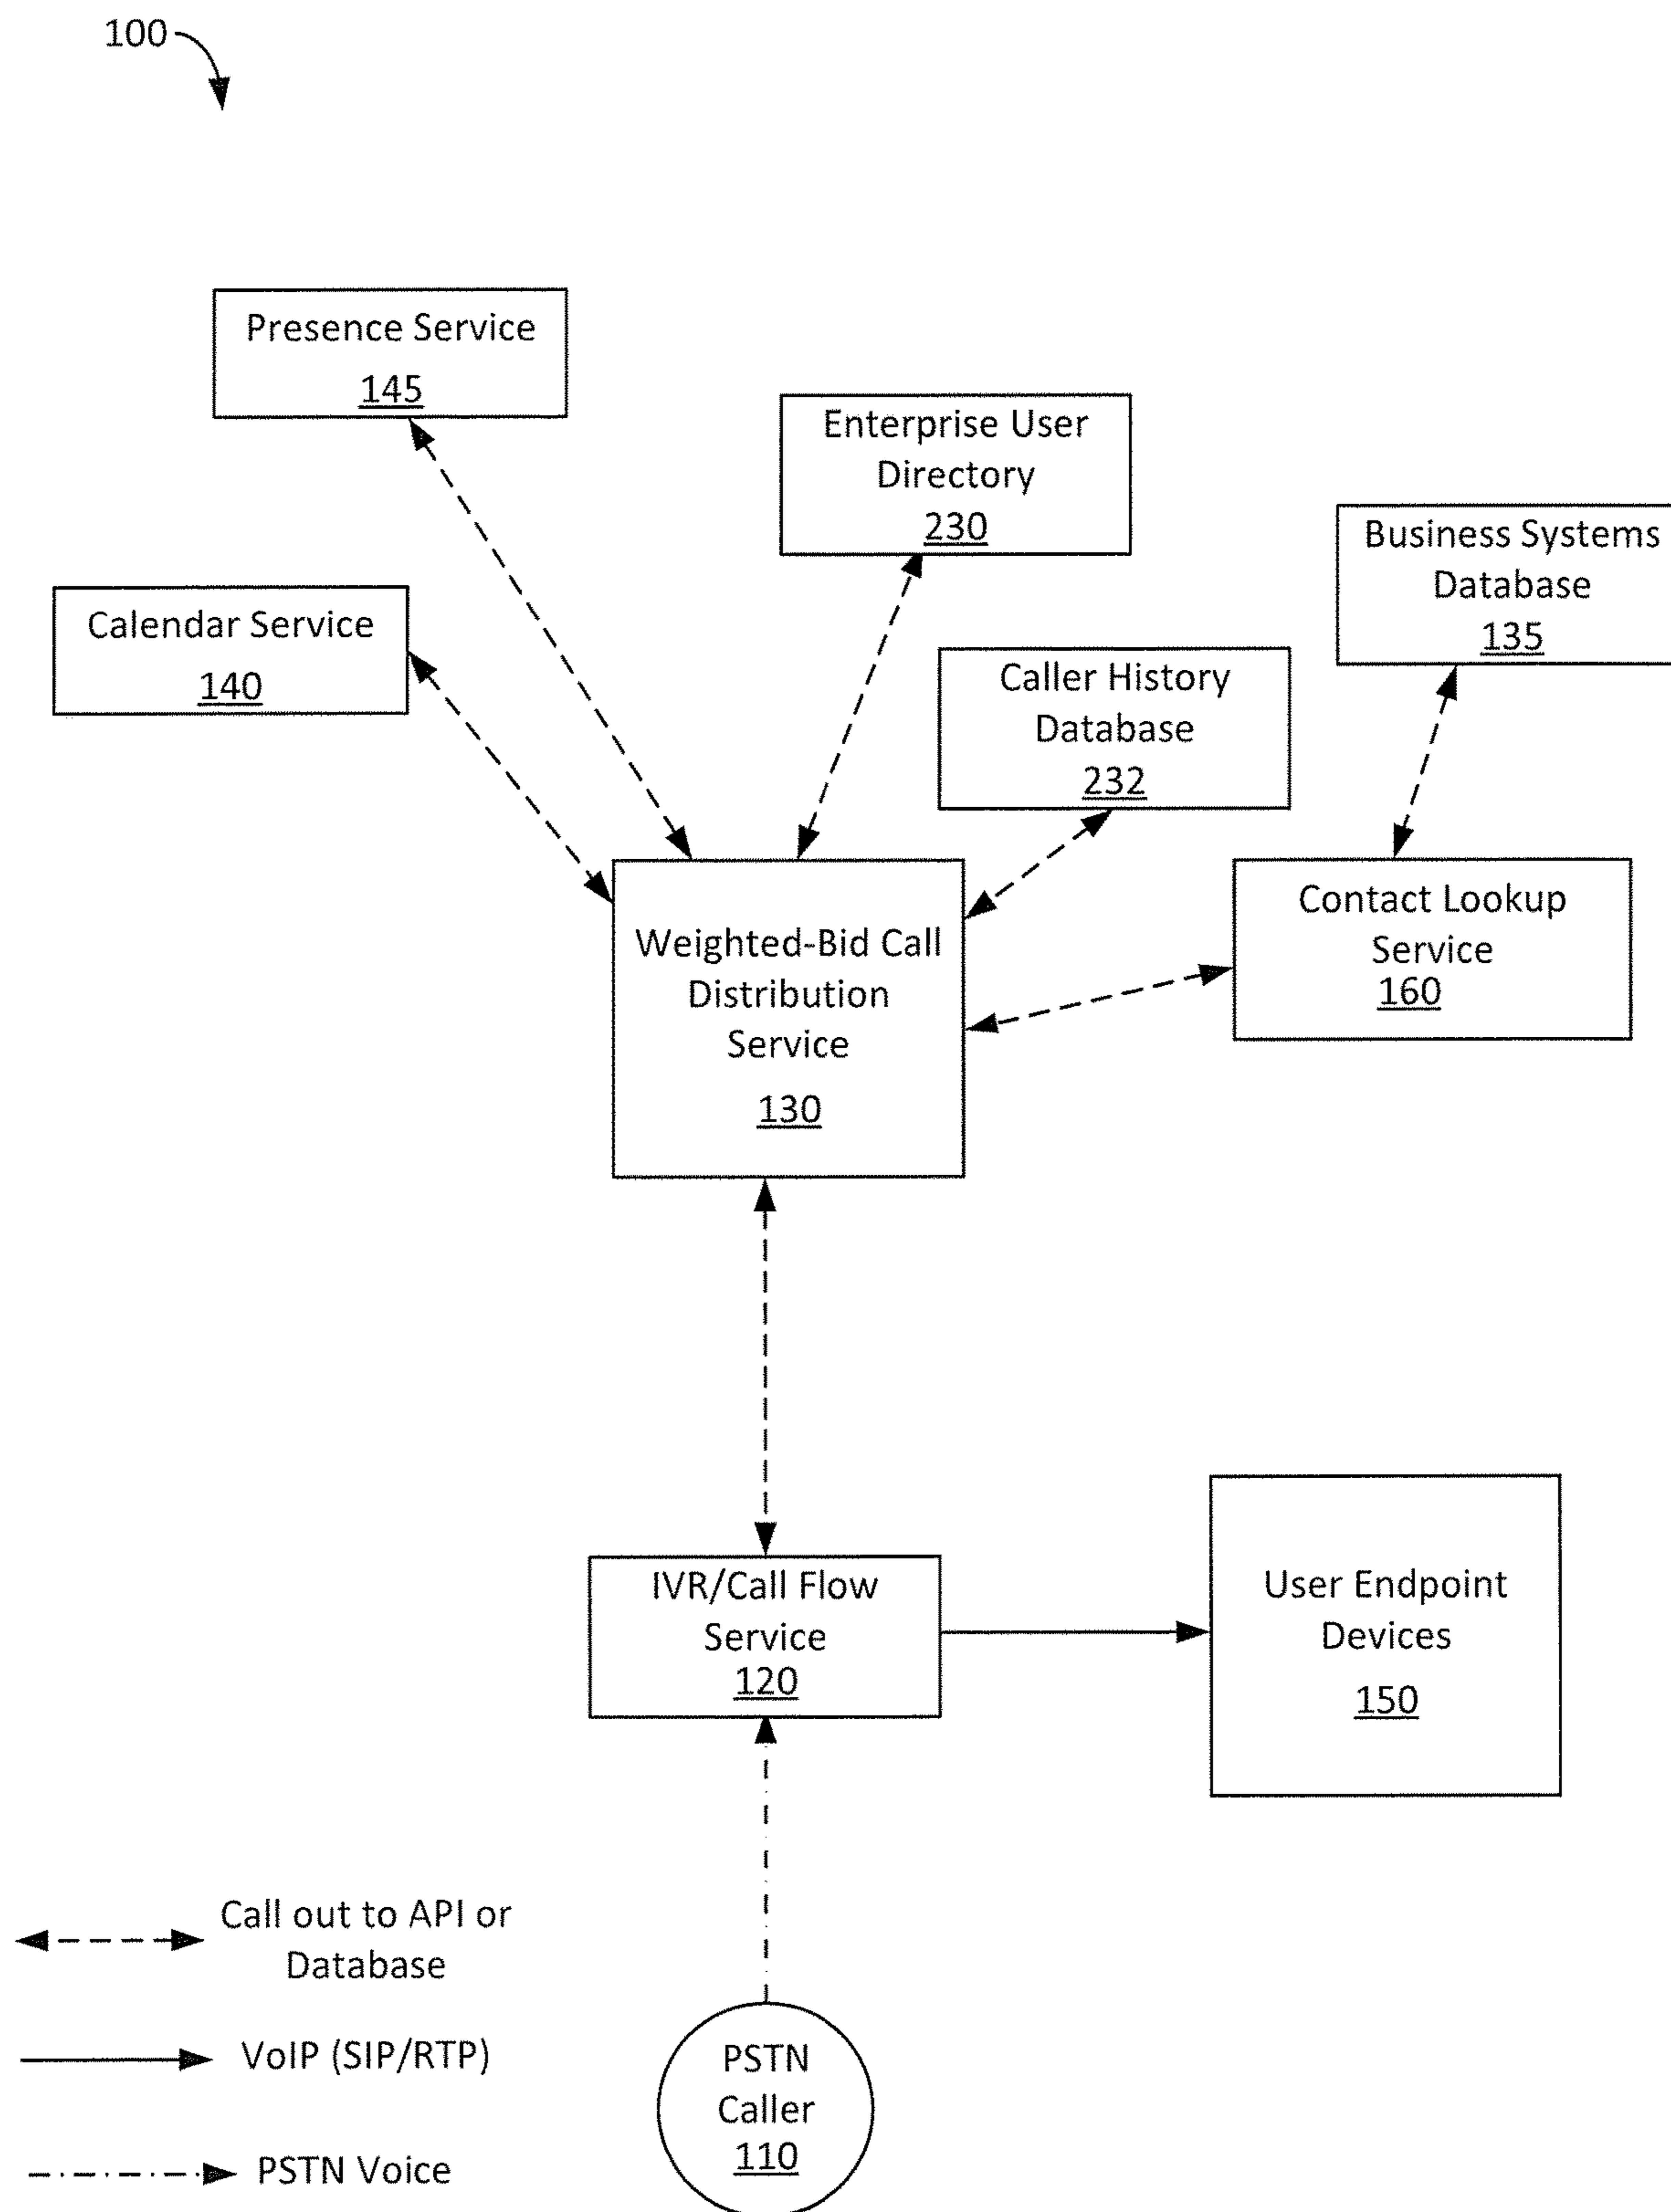 100
Presence Service
145
Enterprise User
Directory
230
Business Systems
Database
135
Calendar Service
140
Caller History
Database
232
Contact Lookup
Service
160
Weighted-Bid Call
Distribution
Service
130
IVR/Call Flow
Service
120
User Endpoint
Devices
150
Call out to API or
Database
VoIP (SIP/RTP)
PSTN Voice
PSTN
Caller
110